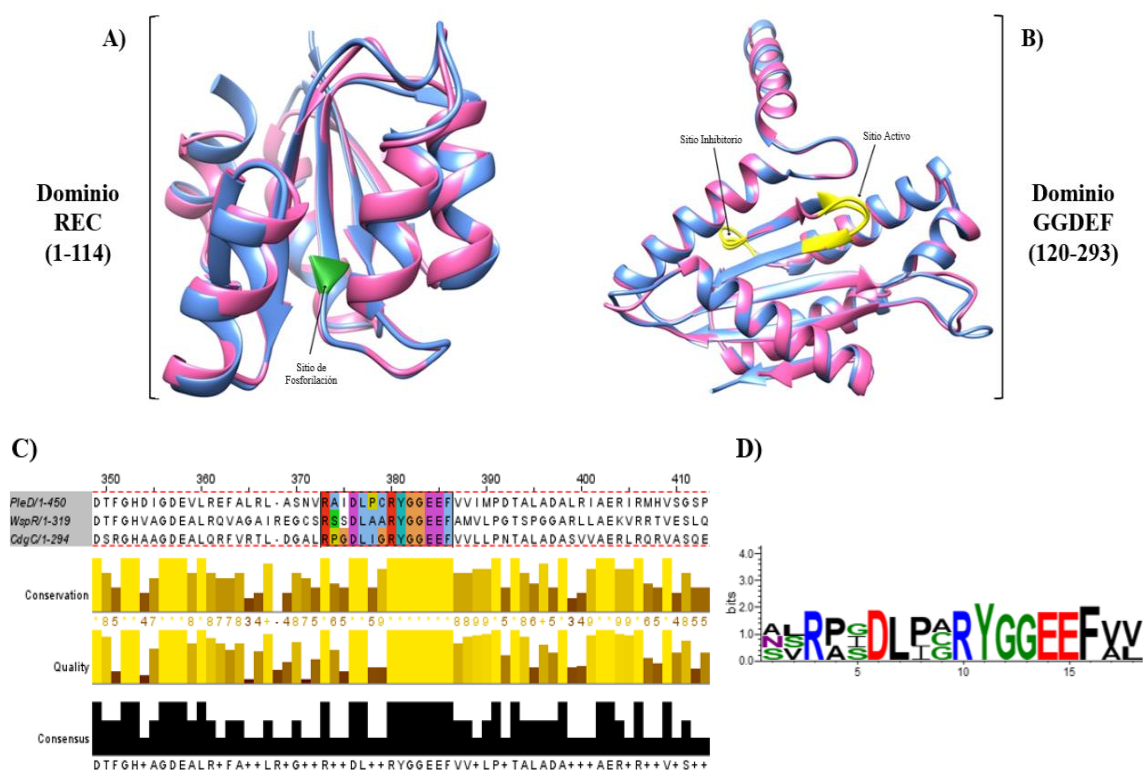 A)
B)
Sitio Inhibitorio
Sitio Activo
Dominio
REC
(1-114)
Dominio
GGDEF
(120-293)
Sitio de
Fosforilación
C)
D)
350 360 370 380 390 400 410
PleD/1-450 DTFGHDIGDEVLREFALRL-ASNVRAIDLPCRYGGEEFVVIMPDTALADALRIAERIRMHVSGSP
WspR/1-319 DTFGHVAGDEALRQVAGAIREGCSRSSDLAARYGGEEFAMVLPGTSPGGARLLAEKVRRTVESLQ
CdgC/1-294 DSRGHAAGDEALQRFVRTL-DGALRPGDLIGRYGGEEFVVLLPNTALADASVVAERLRQRVASQE
Conservation
Quality
Consensus
DTFGH+AGDEALR+FA++LR+G++R++DL++RYGGEEFVV+LP+TALADA+++AER+R++V+S++
bits
4.0
3.0
2.0
1.0
0.0
RYGGEEF
5 10 15